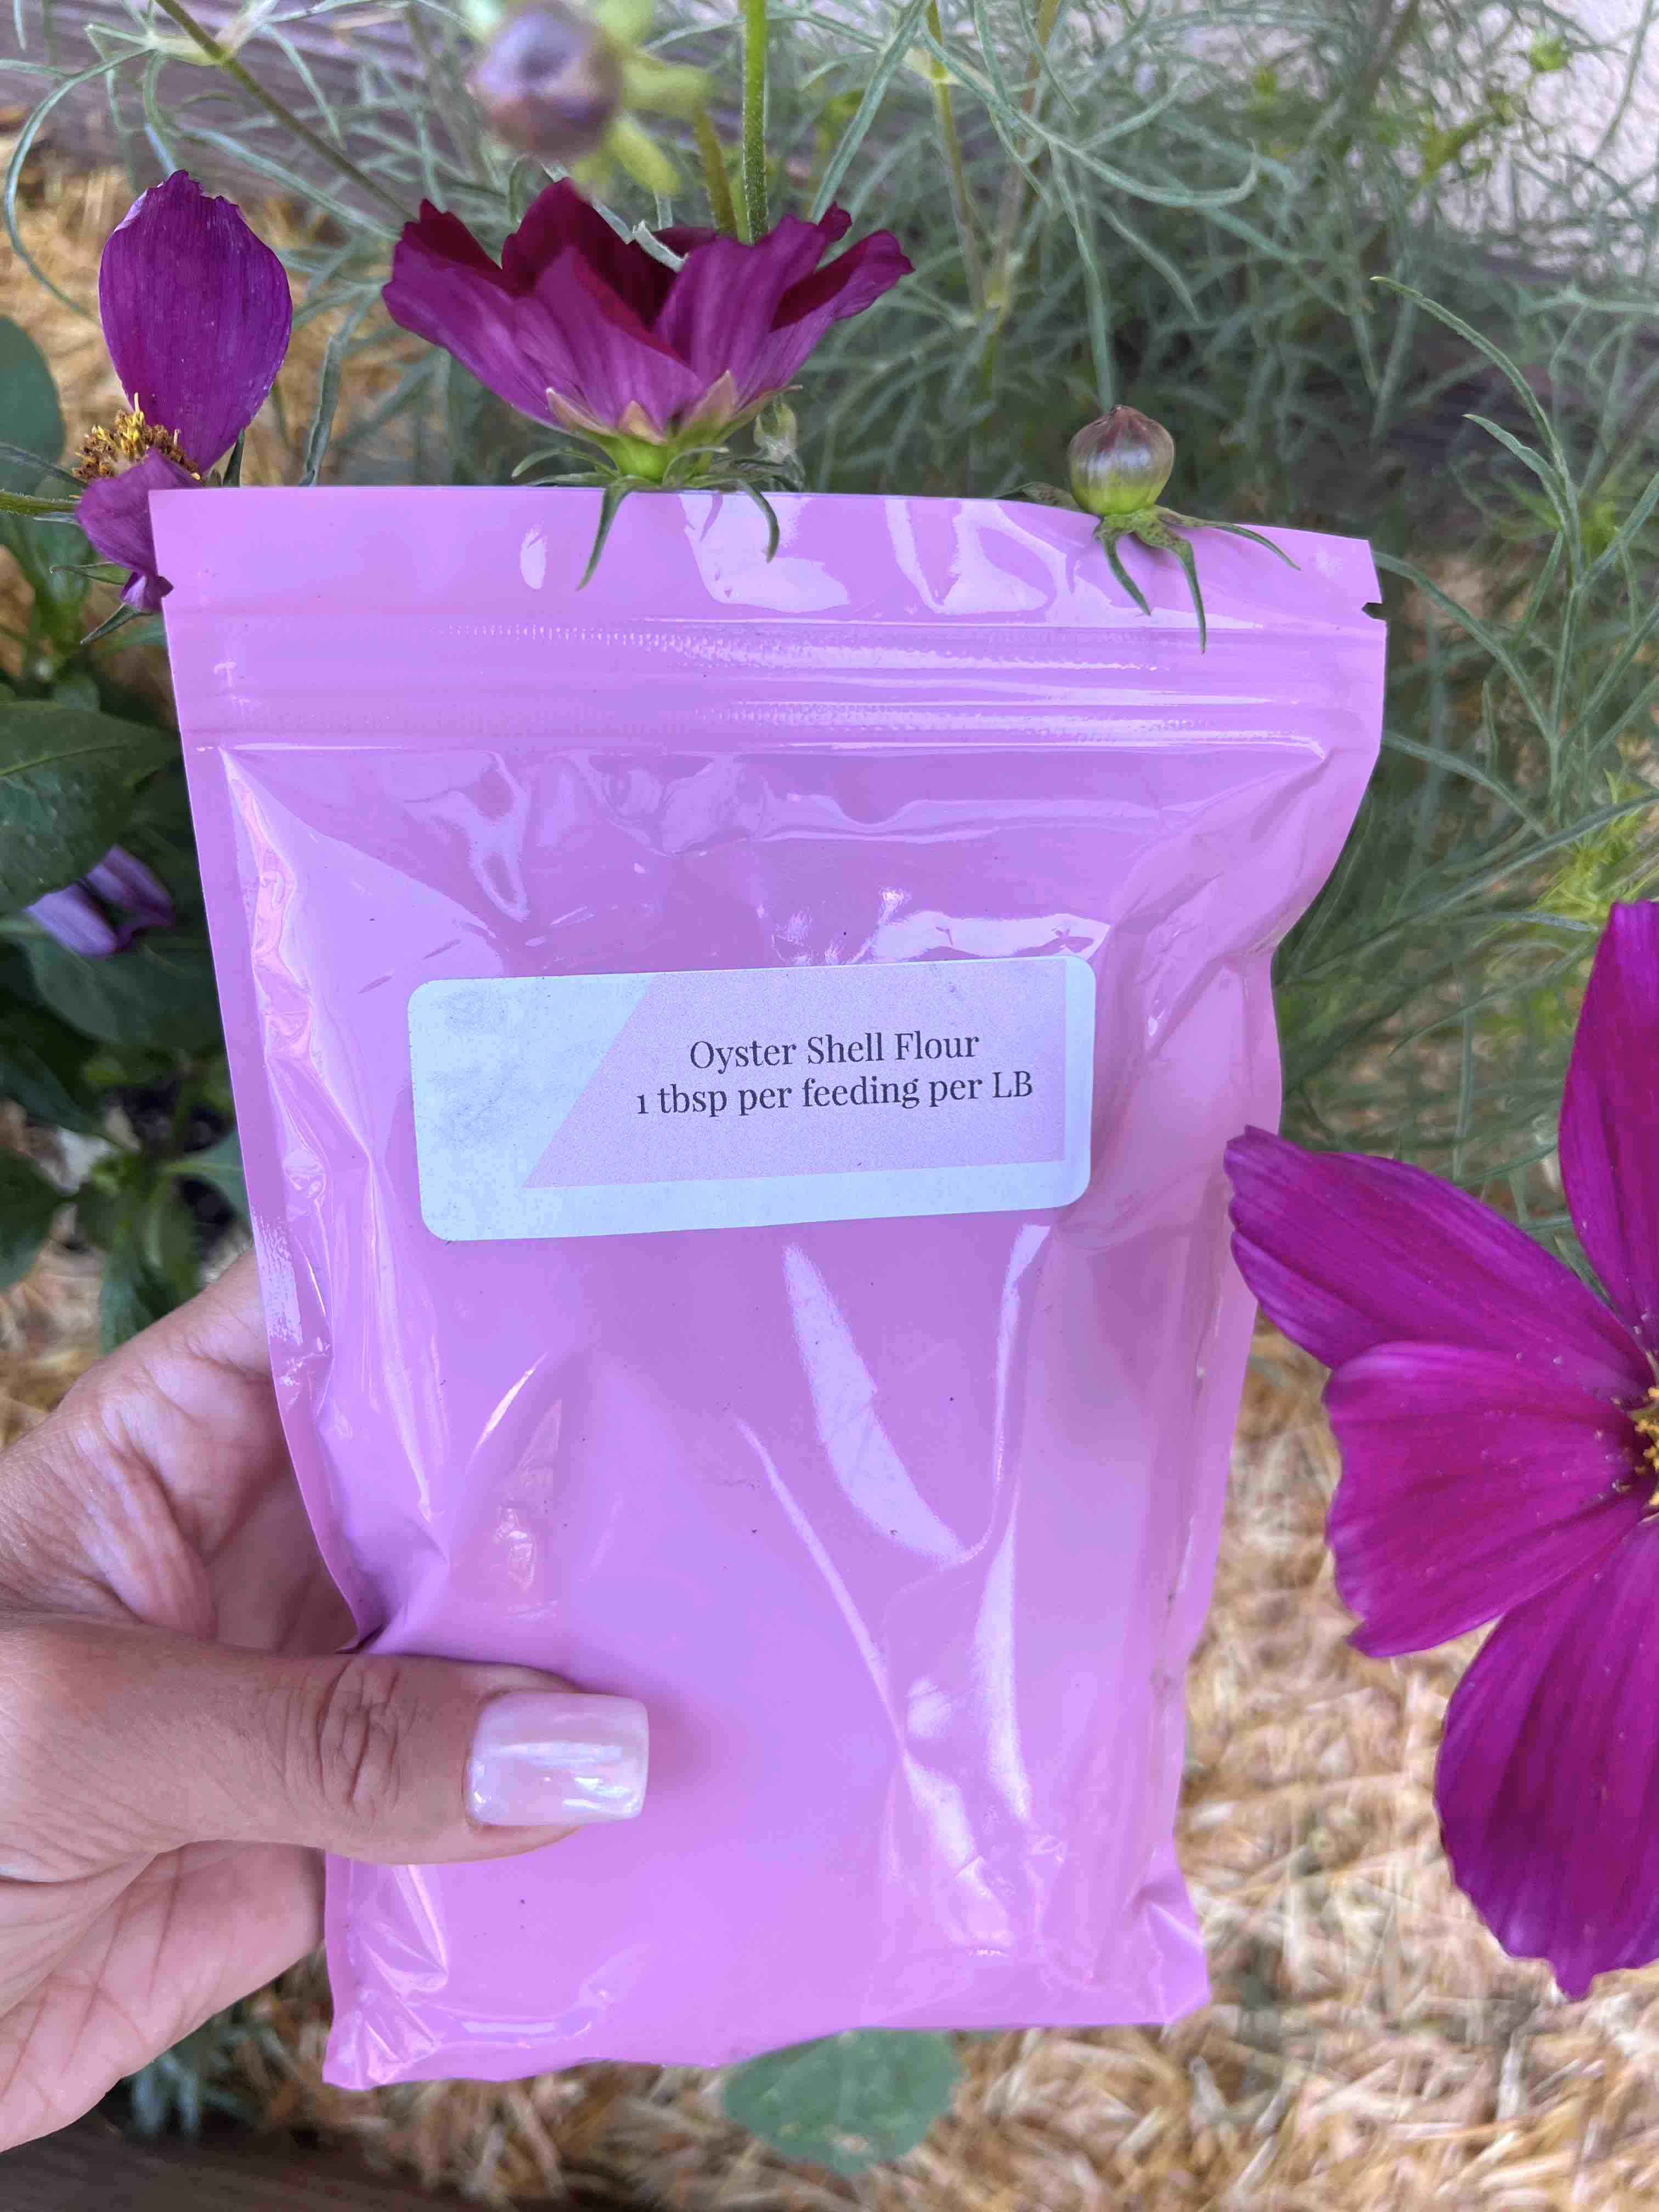 Oyster Shell Flour
1 tbsp per feeding per LB